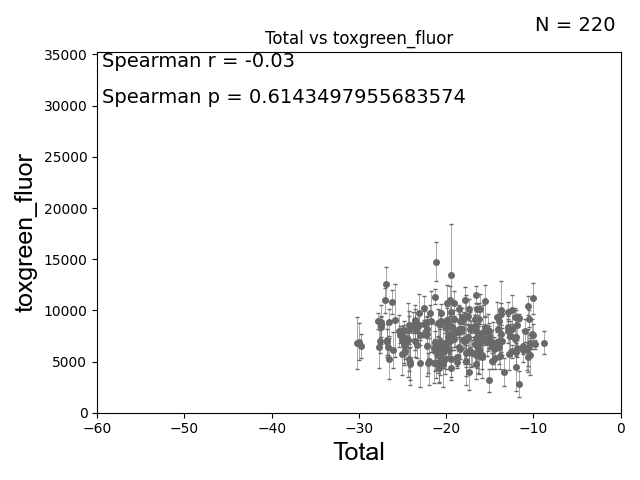 N = 220
Total vs toxgreen_fluor
Spearman r = -0.03
Spearman p = 0.6143497955683574
35000
30000
25000
20000
15000
10000
5000
0
toxgreen_fluor
−60 −50 −40 −30 −20 −10 0
Total